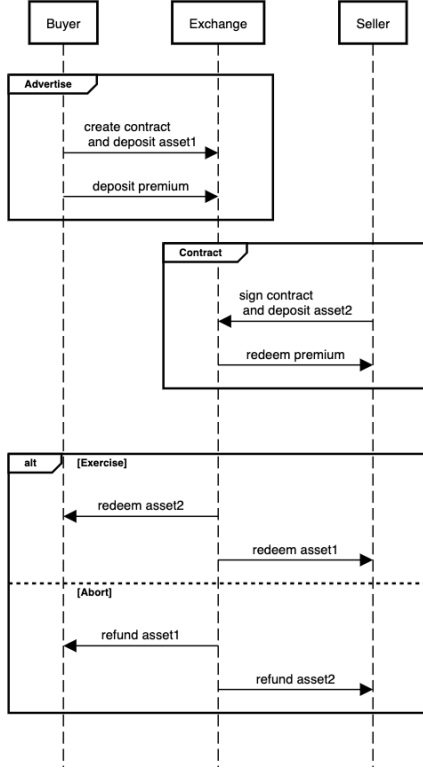 Buyer
Exchange
Seller
Advertise
create contract
and deposit asset1
deposit premium
Contract
sign contract
and deposit asset2
redeem premium
alt
[Exercise]
redeem asset2
redeem asset1
[Abort]
refund asset1
refund asset2